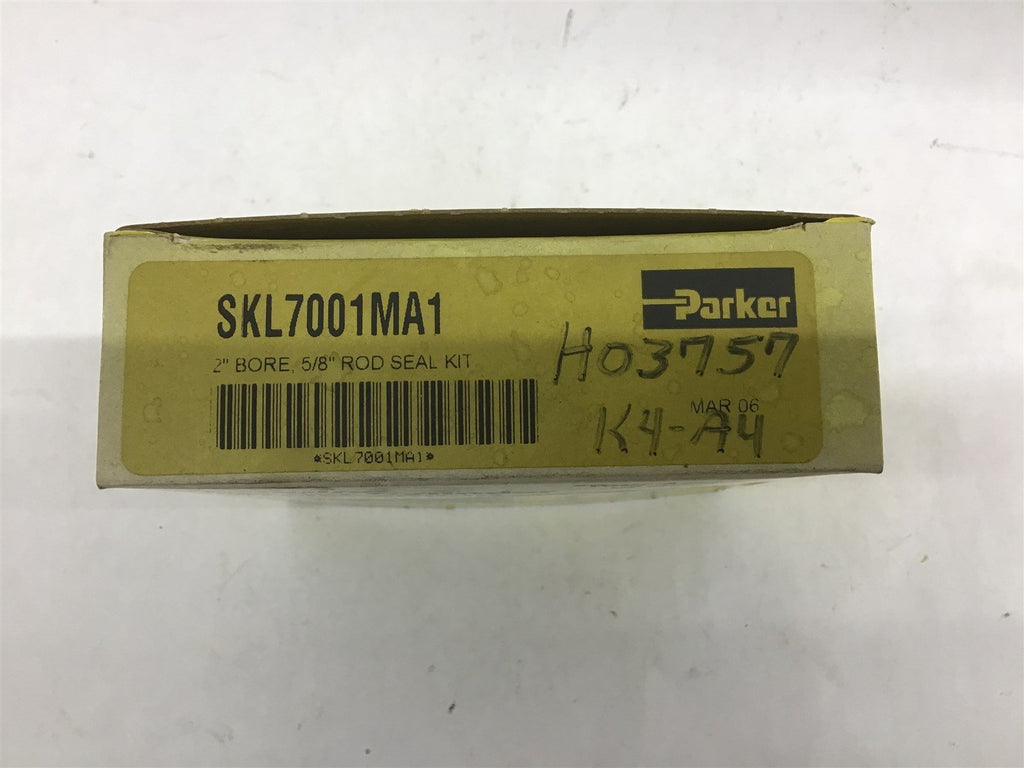 SKL7001MA1
Parker
2" BORE, 5/8" ROD SEAL KIT
H03757
MAR 06
K4-A4
*SKL7001MA1*